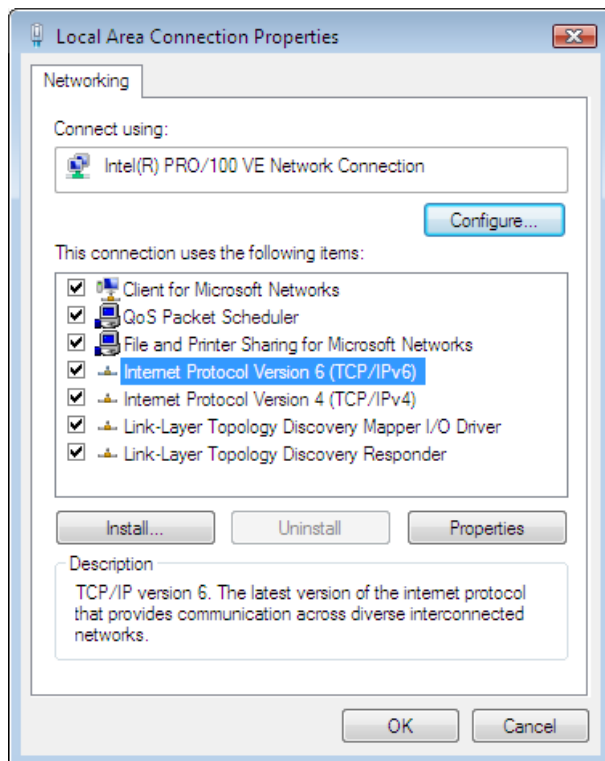 Local Area Connection Properties
Networking
Connect using:
Intel(R) PRO/100 VE Network Connection
Configure...
This connection uses the following items:
Client for Microsoft Networks
QoS Packet Scheduler
File and Printer Sharing for Microsoft Networks
Internet Protocol Version 6 (TCP/IPv6)
Internet Protocol Version 4 (TCP/IPv4)
Link-Layer Topology Discovery Mapper I/O Driver
Link-Layer Topology Discovery Responder
Install... Uninstall Properties
Description
TCP/IP version 6. The latest version of the internet protocol
that provides communication across diverse interconnected
networks.
OK Cancel